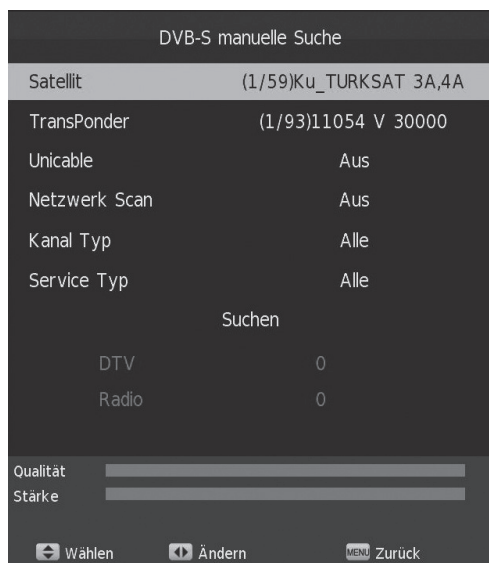 DVB-S manuelle Suche
Satellit (1/59)Ku_TURKSAT 3A,4A
TransPonder (1/93)11054 V 30000
Unicable Aus
Netzwerk Scan Aus
Kanal Typ Alle
Service Typ Alle
Suchen
DTV 0
Radio 0
Qualität
Stärke
Wählen Ändern MENU Zurück